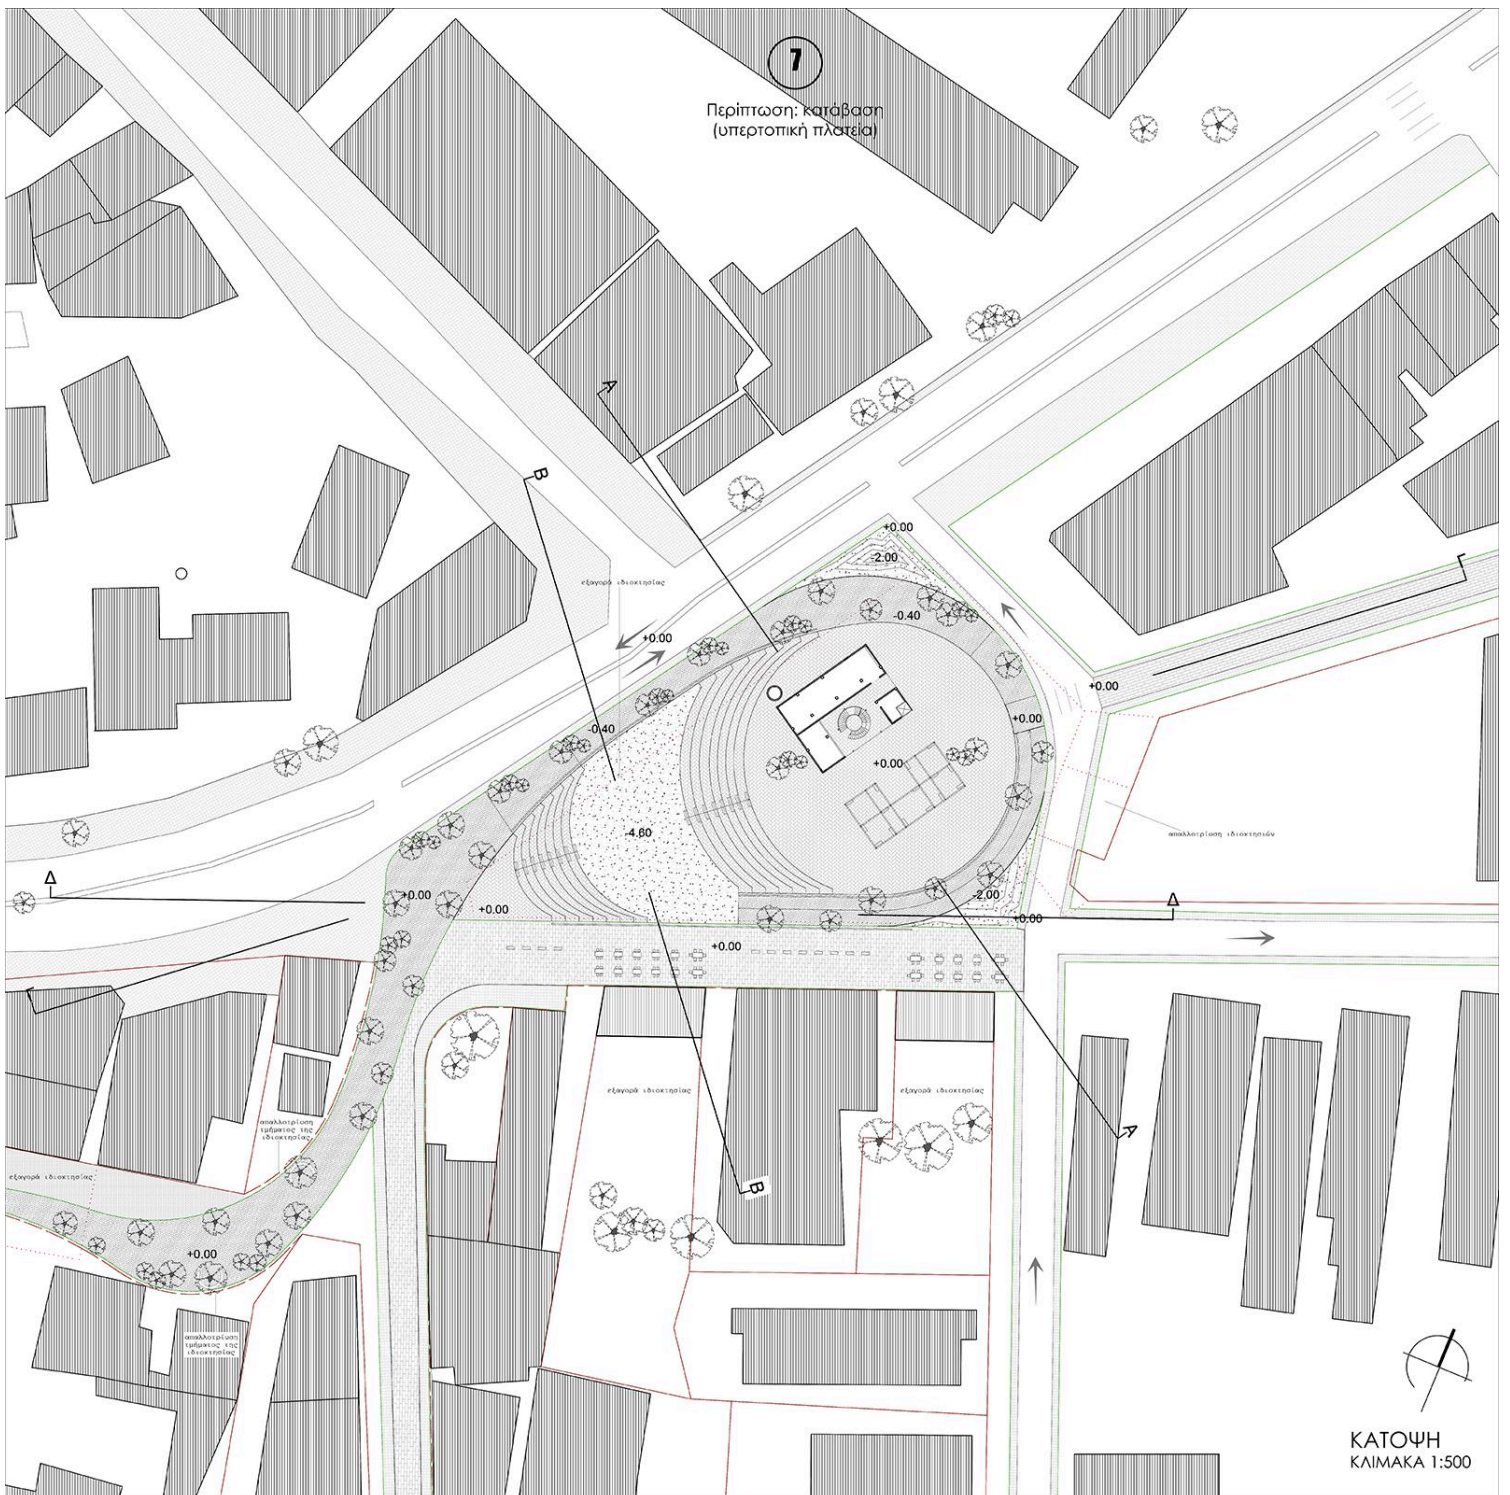 7
Περίπτωση: κατάβαση
(υπερτοπική πλατεία)
A
B
+0.00
-2.00
εξαγορά ιδιοκτησίας
Γ
-0.40
+0.00
+0.00
+0.00
-0.40
+0.00
-4.60
απαλλοτρίωση ιδιοκτησιών
Δ
+0.00
+0.00
-2.00
Δ
+0.00
+0.00
Γ
εξαγορά ιδιοκτησίας
εξαγορά ιδιοκτησίας
απαλλοτρίωση
τμήματος της
ιδιοκτησίας
A
εξαγορά ιδιοκτησίας
B
+0.00
απαλλοτρίωση
τμήματος της
ιδιοκτησίας
ΚΑΤΟΨΗ
ΚΛΙΜΑΚΑ 1:500